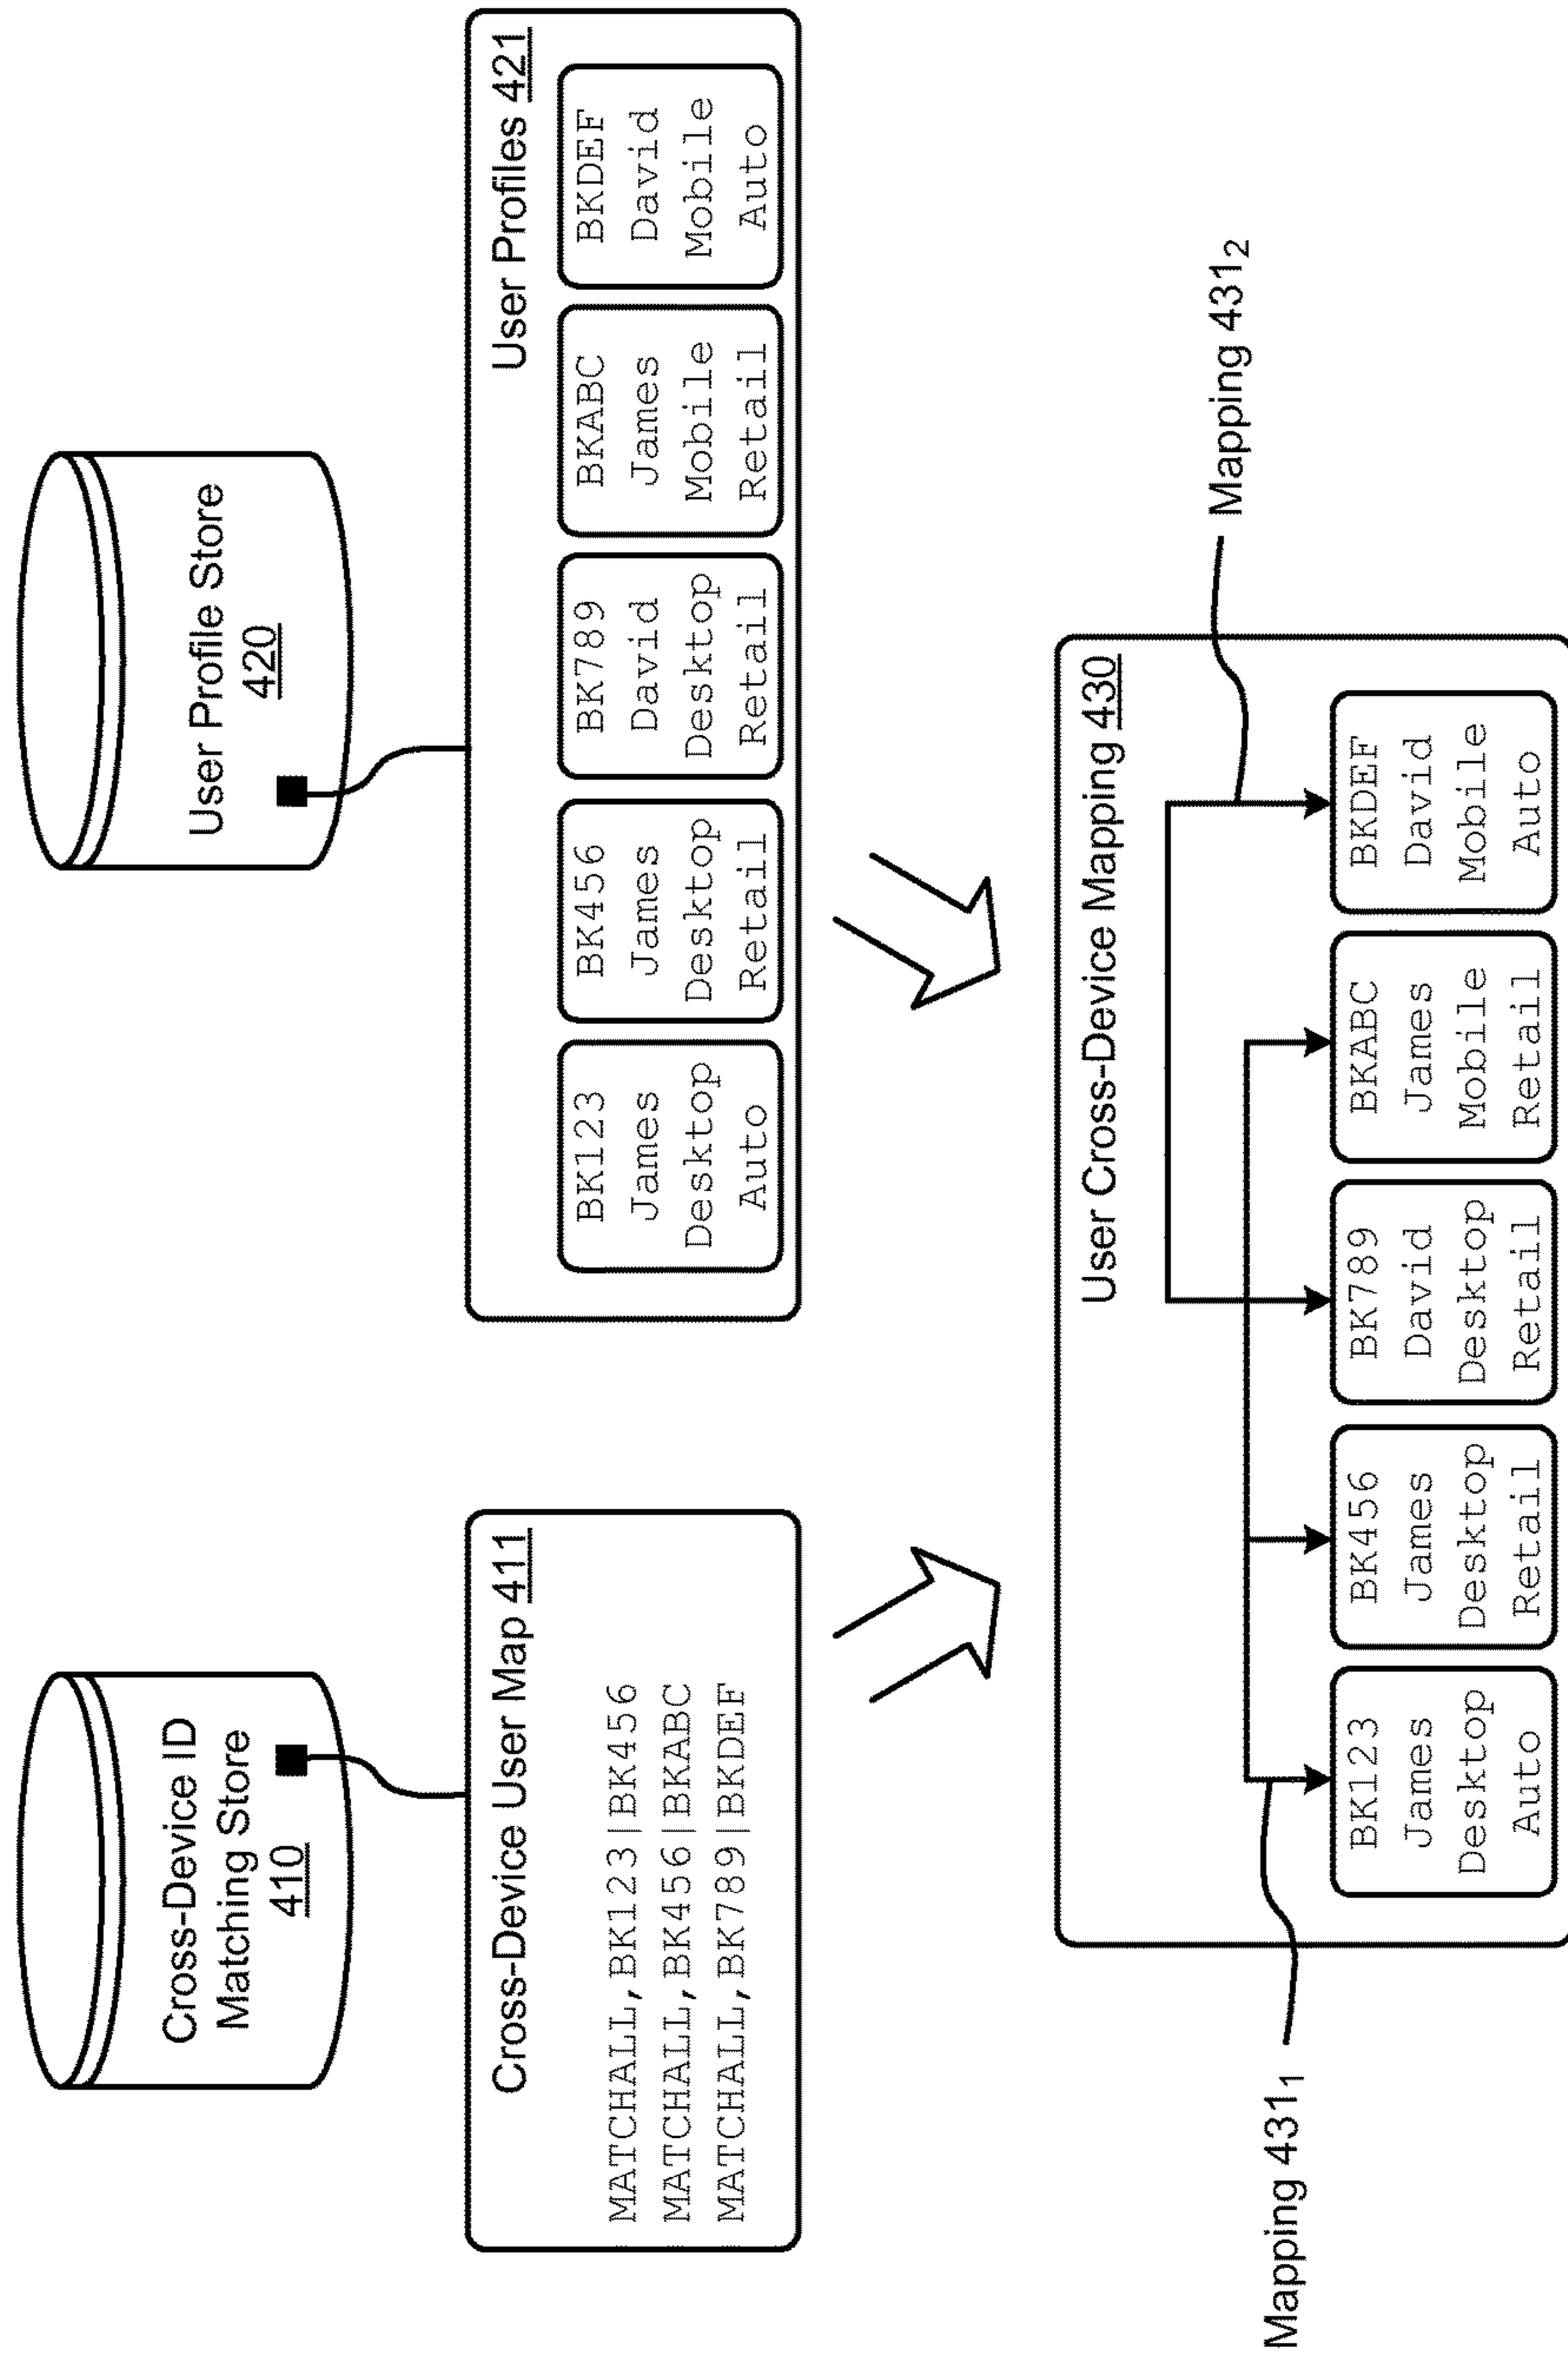 Cross-Device ID
Matching Store
410
User Profile Store
420
Cross-Device User Map 411
MATCHALL,BK123|BK456
MATCHALL,BK456|BKABC
MATCHALL,BK789|BKDEF
User Profiles 421
BK123
James
Desktop
Auto
BK456
James
Desktop
Retail
BK789
David
Desktop
Retail
BKABC
James
Mobile
Retail
BKDEF
David
Mobile
Auto
User Cross-Device Mapping 430
Mapping 431₁
Mapping 431₂
BK123
James
Desktop
Auto
BK456
James
Desktop
Retail
BK789
David
Desktop
Retail
BKABC
James
Mobile
Retail
BKDEF
David
Mobile
Auto